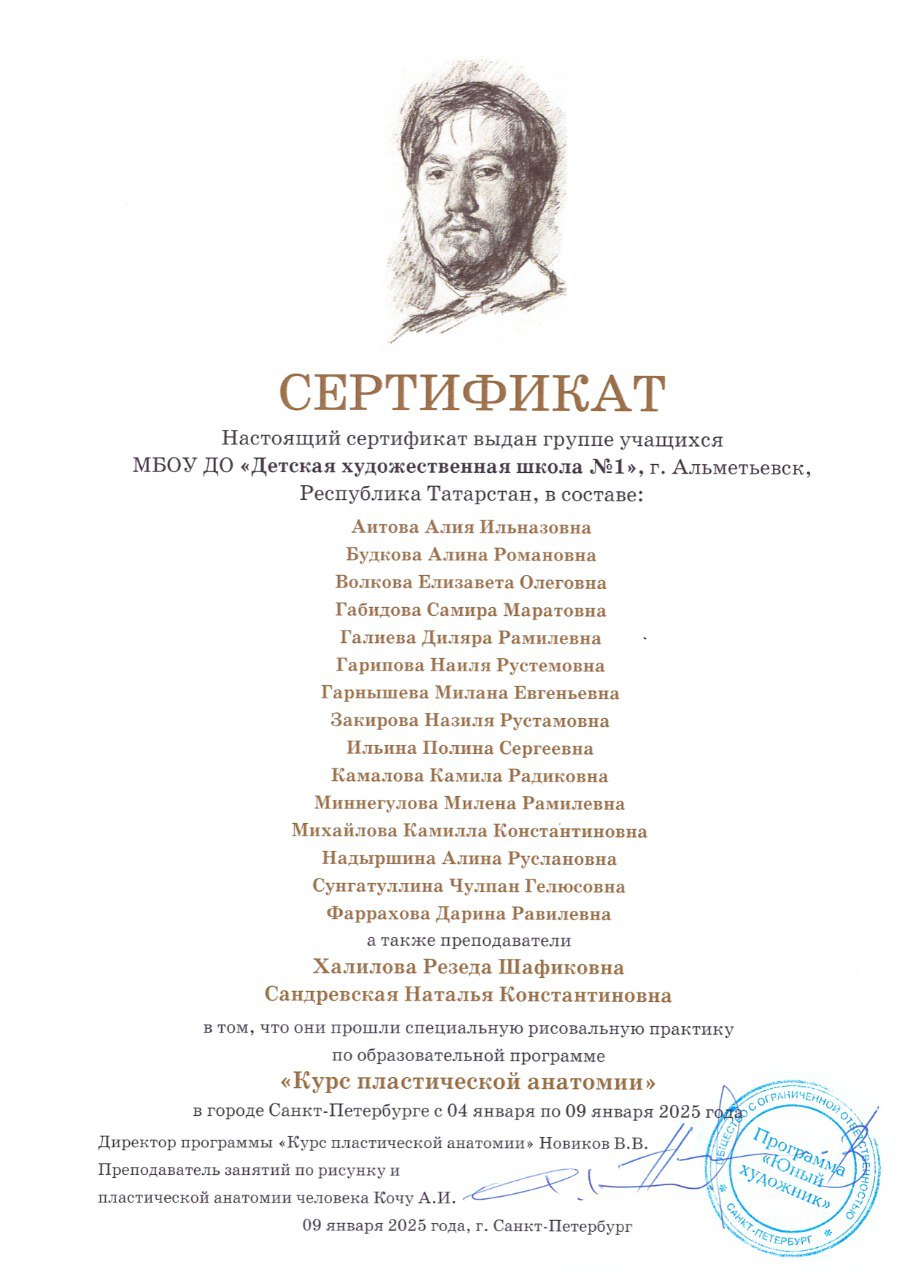 СЕРТИФИКАТ
Настоящий сертификат выдан группе учащихся
МБОУ ДО «Детская художественная школа №1», г. Альметьевск,
Республика Татарстан, в составе:
Аитова Алия Ильназовна
Будкова Алина Романовна
Волкова Елизавета Олеговна
Габидова Самира Маратовна
Галиева Диляра Рамилевна
Гарипова Наиля Рустемовна
Гарнышева Милана Евгеньевна
Закирова Назиля Рустамовна
Ильина Полина Сергеевна
Камалова Камила Радиковна
Миннегулова Милена Рамилевна
Михайлова Камилла Константиновна
Надыршина Алина Руслановна
Сунгатуллина Чулпан Гелюсовна
Фаррахова Дарина Равилевна
а также преподаватели
Халилова Резеда Шафиковна
Сандревская Наталья Константиновна
в том, что они прошли специальную рисовальную практику
по образовательной программе
«Курс пластической анатомии»
в городе Санкт-Петербурге с 04 января по 09 января 2025 года
Директор программы «Курс пластической анатомии» Новиков В.В.
Преподаватель занятий по рисунку и
пластической анатомии человека Кочу А.И.
09 января 2025 года, г. Санкт-Петербург
ОБЩЕСТВО С ОГРАНИЧЕННОЙ ОТВЕТСТВЕННОСТЬЮ
Программа
«Юный
художник»
* САНКТ-ПЕТЕРБУРГ *